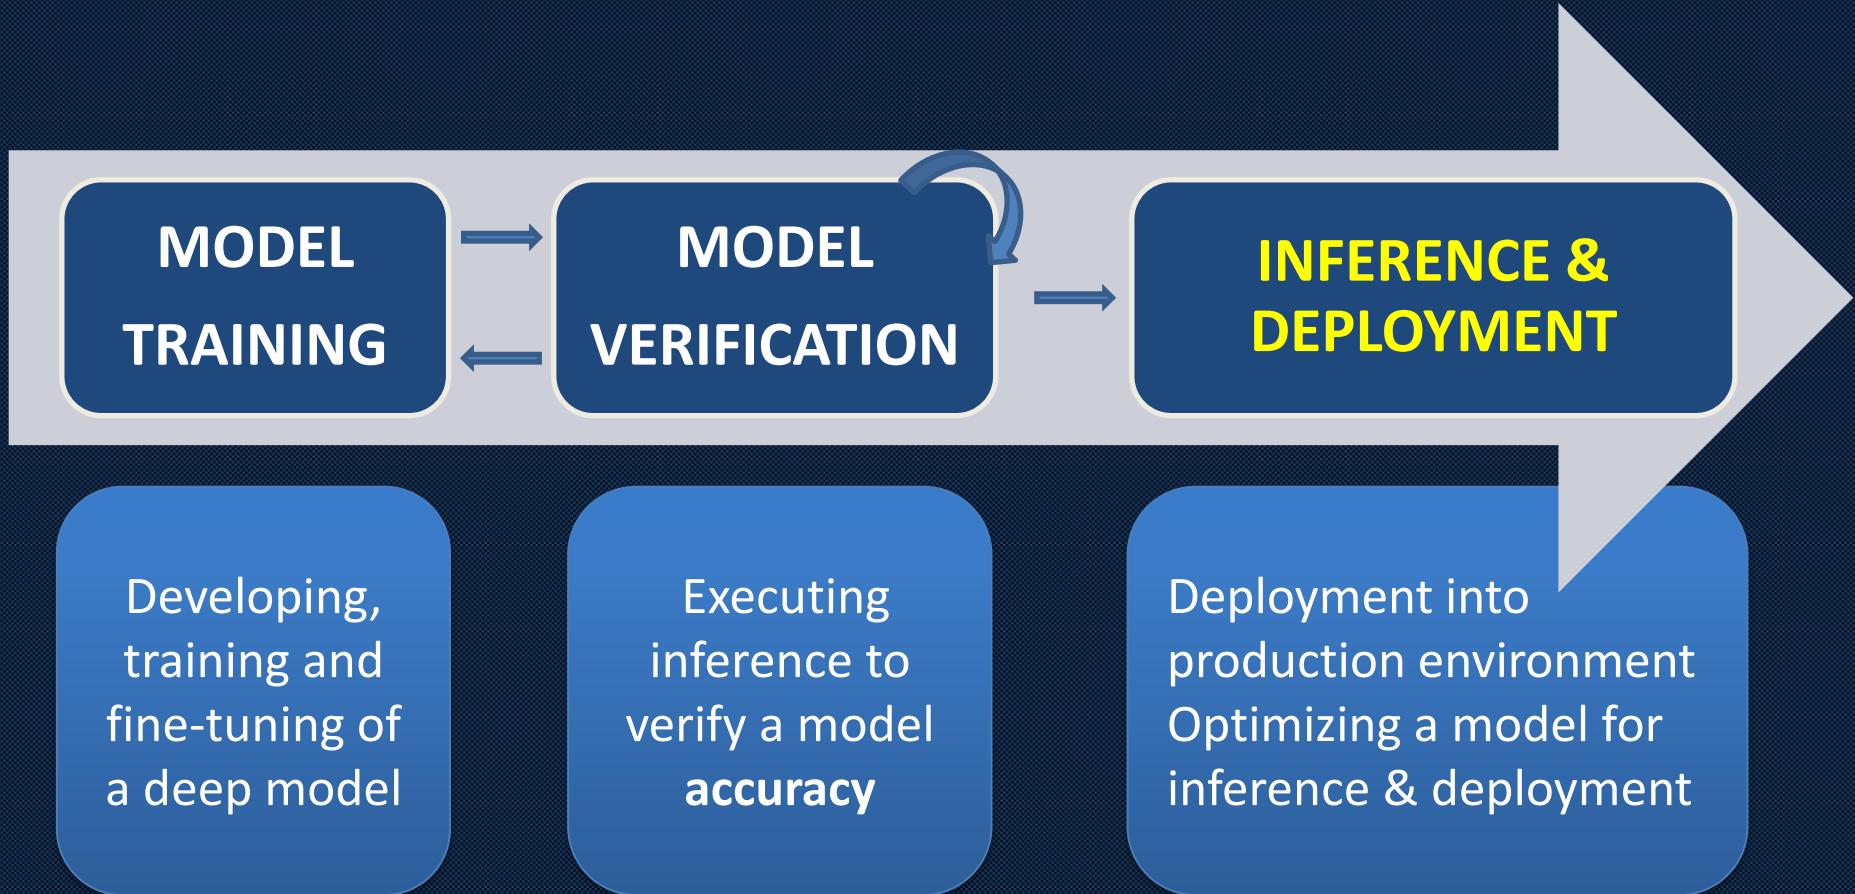 MODEL
TRAINING
MODEL
VERIFICATION
INFERENCE &
DEPLOYMENT
Developing,
training and
fine-tuning of
a deep model
Executing
inference to
verify a model
accuracy
Deployment into
production environment
Optimizing a model for
inference & deployment